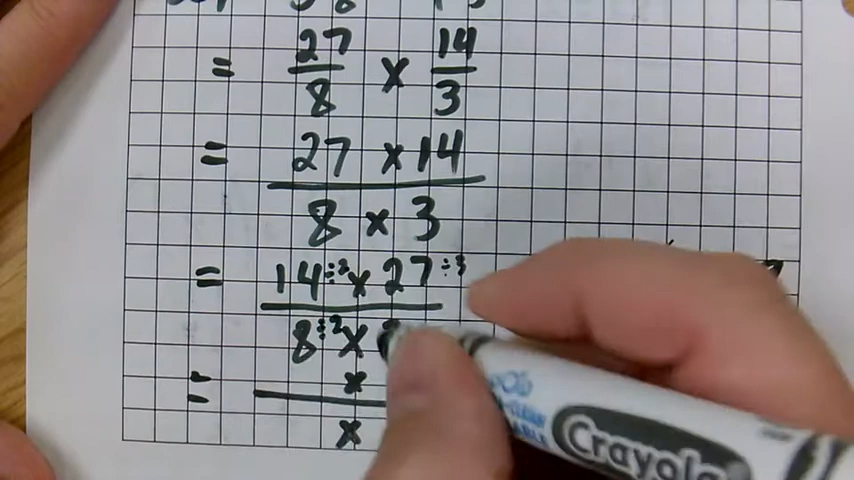 = 27/8 x 14/3
= 27 x 14
8 x 3
= 14÷2 x 27÷3
8÷2 x
= x
x
Crayola